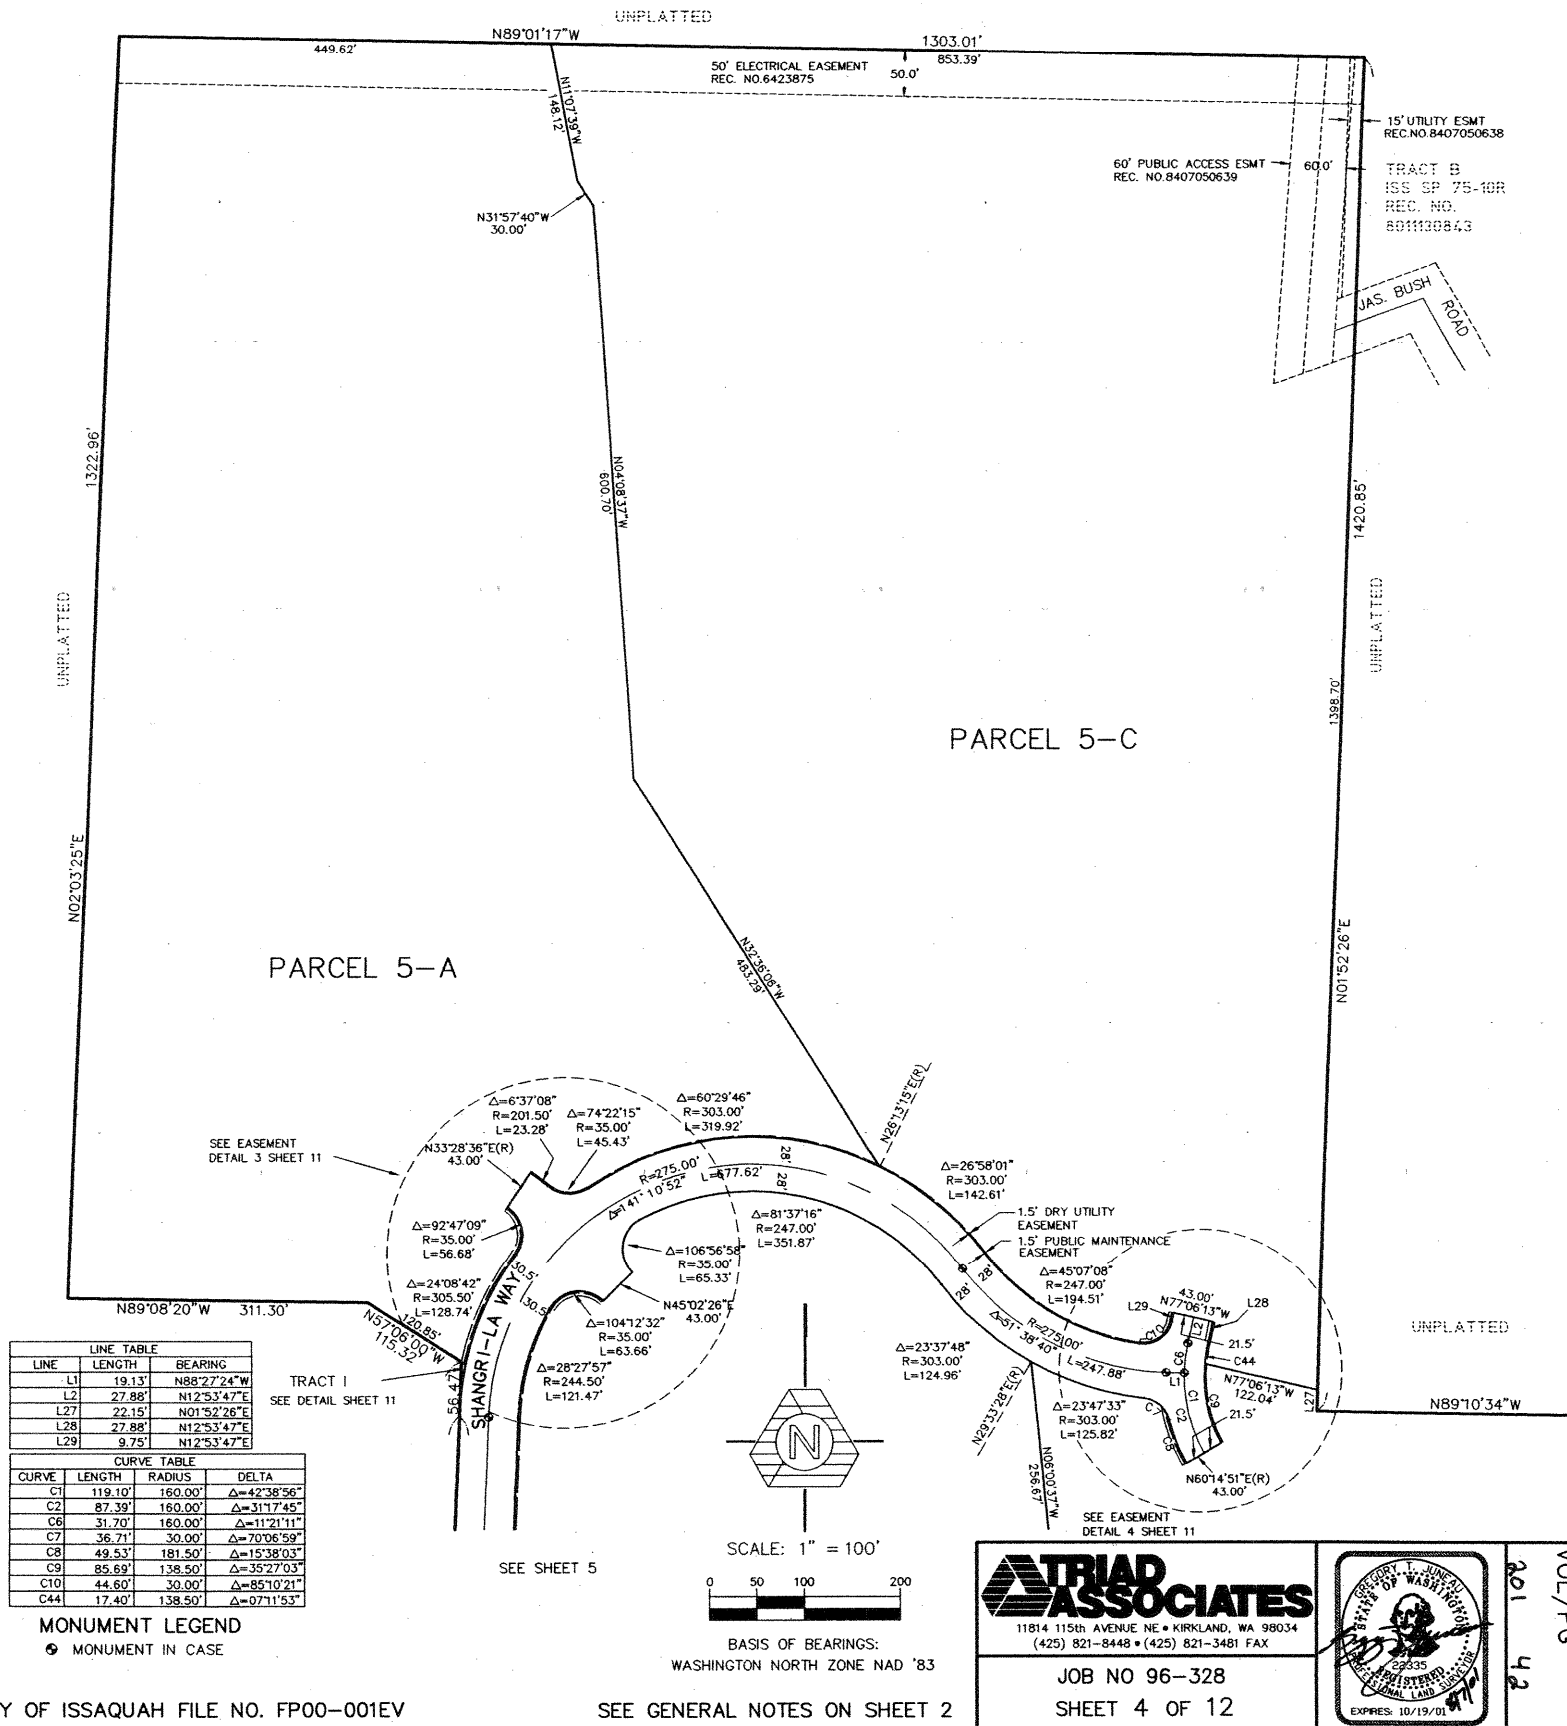 UNPLATTED
N89°01'17"W
1303.01'
449.62'
853.39'
50' ELECTRICAL EASEMENT
REC. NO.6423875
50.0'
N11°07'39"W
148.12'
15' UTILITY ESMT
REC.NO.8407050638
60' PUBLIC ACCESS ESMT
REC. NO.8407050639
60.0'
TRACT B
ISS SP 75-10R
REC. NO.
8011130843
N31°57'40"W
30.00'
JAS. BUSH
ROAD
1322.96'
N04°08'37"W
600.70'
1420.85'
UNPLATTED
UNPLATTED
1398.70'
PARCEL 5-C
N02°03'25"E
N01°52'26"E
PARCEL 5-A
N32°36'06"W
483.29'
N26°13'15"E(R)
SEE EASEMENT
DETAIL 3 SHEET 11
Δ=6°37'08"
R=201.50'
L=23.28'
Δ=74°22'15"
R=35.00'
L=45.43'
Δ=60°29'46"
R=303.00'
L=319.92'
N33°28'36"E(R)
43.00'
R=275.00'
L=677.62'
Δ=141°10'52"
28'
28'
Δ=26°58'01"
R=303.00'
L=142.61'
1.5' DRY UTILITY
EASEMENT
1.5' PUBLIC MAINTENANCE
EASEMENT
Δ=92°47'09"
R=35.00'
L=56.68'
Δ=81°37'16"
R=247.00'
L=351.87'
Δ=106°56'58"
R=35.00'
L=65.33'
Δ=24°08'42"
R=305.50'
L=128.74'
30.5'
30.5'
N45°02'26"E
43.00'
Δ=104°12'32"
R=35.00'
L=63.66'
Δ=28°27'57"
R=244.50'
L=121.47'
28'
28'
Δ=45°07'08"
R=247.00'
L=194.51'
R=275.00'
Δ=51°38'40"
L=247.88'
Δ=23°37'48"
R=303.00'
L=124.96'
Δ=23°47'33"
R=303.00'
L=125.82'
N29°33'28"E(R)
N06°00'37"W
256.67'
43.00'
N77°06'13"W
L29
L28
C10
L2
21.5'
C6
C44
L1
C1
C9
C2
C7
C8
21.5'
N77°06'13"W
122.04'
L27
N60°14'51"E(R)
43.00'
SEE EASEMENT
DETAIL 4 SHEET 11
UNPLATTED
N89°10'34"W
N89°08'20"W 311.30'
120.85'
N57°06'00"W
115.32'
56.47'
SHANGRI-LA WAY
TRACT I
SEE DETAIL SHEET 11
LINE TABLE
LINE LENGTH BEARING
L1 19.13' N88°27'24"W
L2 27.88' N12°53'47"E
L27 22.15' N01°52'26"E
L28 27.88' N12°53'47"E
L29 9.75' N12°53'47"E
CURVE TABLE
CURVE LENGTH RADIUS DELTA
C1 119.10' 160.00' Δ=42°38'56"
C2 87.39' 160.00' Δ=31°17'45"
C6 31.70' 160.00' Δ=11°21'11"
C7 36.71' 30.00' Δ=70°06'59"
C8 49.53' 181.50' Δ=15°38'03"
C9 85.69' 138.50' Δ=35°27'03"
C10 44.60' 30.00' Δ=85°10'21"
C44 17.40' 138.50' Δ=07°11'53"
MONUMENT LEGEND
MONUMENT IN CASE
SEE SHEET 5
N
SCALE: 1" = 100'
0 50 100 200
BASIS OF BEARINGS:
WASHINGTON NORTH ZONE NAD '83
TRIAD
ASSOCIATES
11814 115th AVENUE NE • KIRKLAND, WA 98034
(425) 821-8448 • (425) 821-3481 FAX
JOB NO 96-328
SHEET 4 OF 12
GREGORY T. JUNEAU
STATE OF WASHINGTON
22335
REGISTERED
PROFESSIONAL LAND SURVEYOR
EXPIRES: 10/19/01
VOL/PG
201 42
Y OF ISSAQUAH FILE NO. FP00-001EV
SEE GENERAL NOTES ON SHEET 2